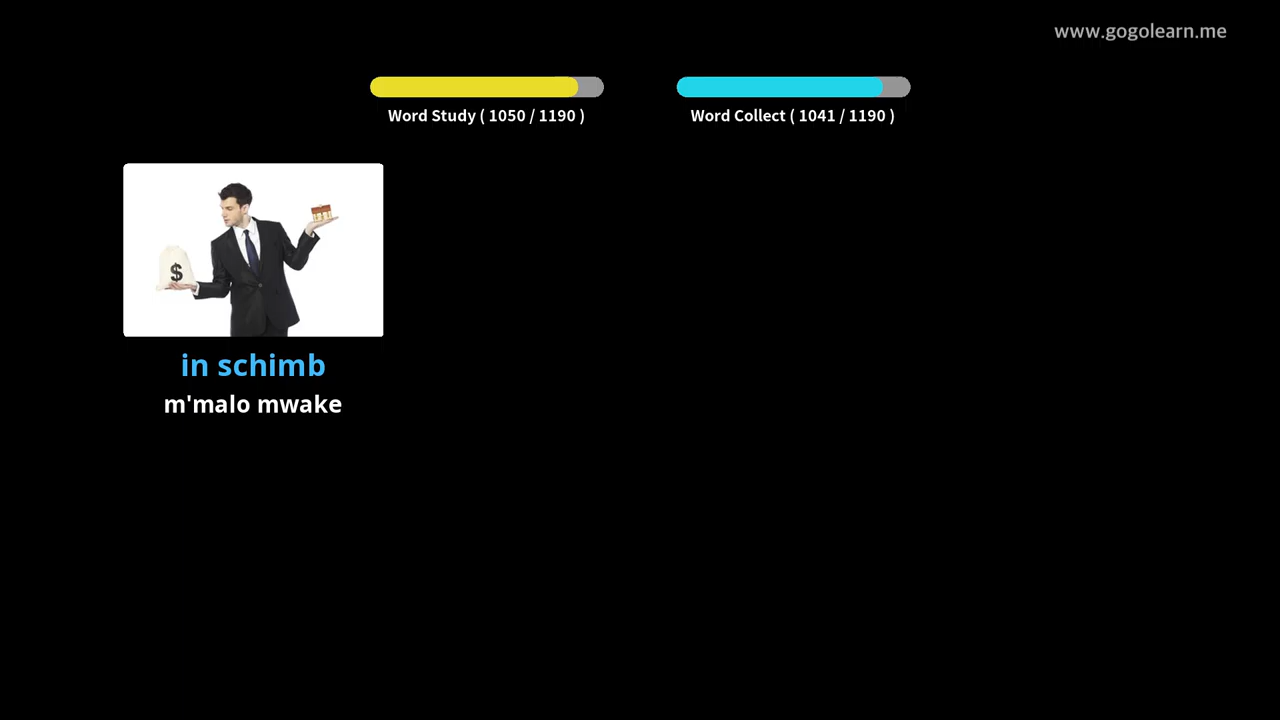 www.gogolearn.me
Word Study ( 1050 / 1190 )
Word Collect ( 1041 / 1190 )
$
in schimb
m'malo mwake